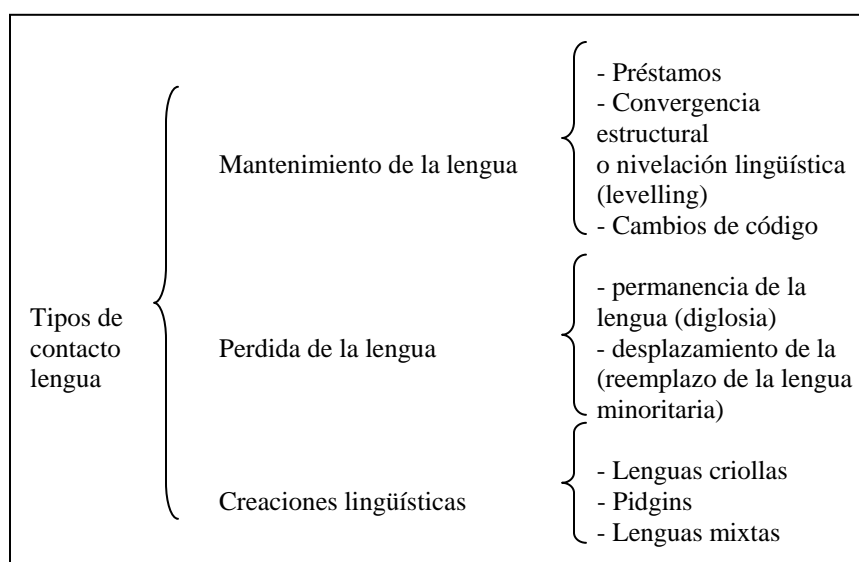 Tipos de
contacto
lengua
Mantenimiento de la lengua
- Préstamos
- Convergencia
estructural
o nivelación lingüística
(levelling)
- Cambios de código
Perdida de la lengua
- permanencia de la
lengua (diglosia)
- desplazamiento de la
(reemplazo de la lengua
minoritaria)
Creaciones lingüísticas
- Lenguas criollas
- Pidgins
- Lenguas mixtas